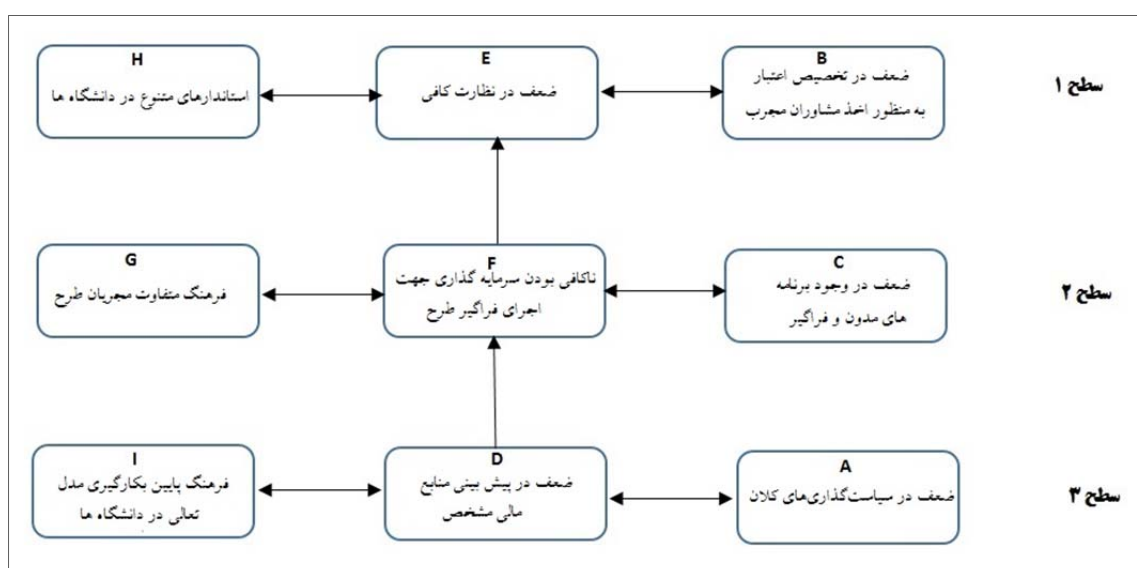 سطح ۱
B
ضعف در تخصیص اعتبار
به منظور اخذ مشاوران مجرب
E
ضعف در نظارت کافی
H
استاندارهای متنوع در دانشگاه ها
سطح ۲
C
ضعف در وجود برنامه
های مدون و فراگیر
F
ناکافی بودن سرمایه گذاری جهت
اجرای فراگیر طرح
G
فرهنگ متفاوت مجریان طرح
سطح ۳
A
ضعف در سیاست‌گذاری‌های کلان
D
ضعف در پیش بینی منابع
مالی مشخص
I
فرهنگ پایین بکارگیری مدل
تعالی در دانشگاه ها